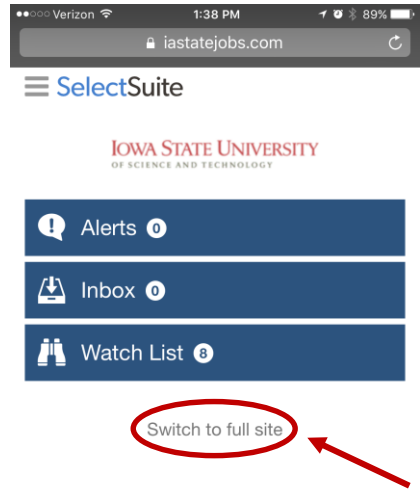 Verizon 1:38 PM 89%
iastatejobs.com
SelectSuite
IOWA STATE UNIVERSITY
OF SCIENCE AND TECHNOLOGY
Alerts 0
Inbox 0
Watch List 8
Switch to full site